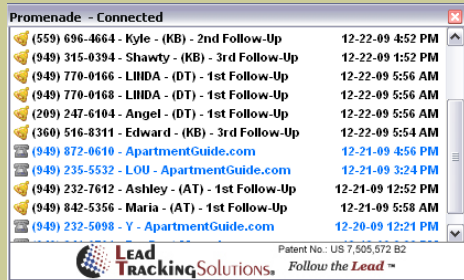 Promenade - Connected
(559) 696-4664 - Kyle - (KB) - 2nd Follow-Up 12-22-09 4:52 PM
(949) 315-0394 - Shawty - (KB) - 3rd Follow-Up 12-22-09 1:52 PM
(949) 770-0166 - LINDA - (DT) - 1st Follow-Up 12-22-09 5:56 AM
(949) 770-0168 - LINDA - (DT) - 1st Follow-Up 12-22-09 5:56 AM
(209) 247-6104 - Angel - (DT) - 1st Follow-Up 12-22-09 5:56 AM
(360) 516-8311 - Edward - (KB) - 3rd Follow-Up 12-22-09 5:54 AM
(949) 872-0610 - ApartmentGuide.com 12-21-09 4:56 PM
(949) 235-5532 - LOU - ApartmentGuide.com 12-21-09 3:24 PM
(949) 232-7612 - Ashley - (AT) - 1st Follow-Up 12-21-09 12:52 PM
(949) 842-5356 - Maria - (AT) - 1st Follow-Up 12-21-09 5:58 AM
(949) 232-5098 - Y - ApartmentGuide.com 12-20-09 12:21 PM
Lead Tracking Solutions®
Patent No.: US 7,505,572 B2
Follow the Lead ™